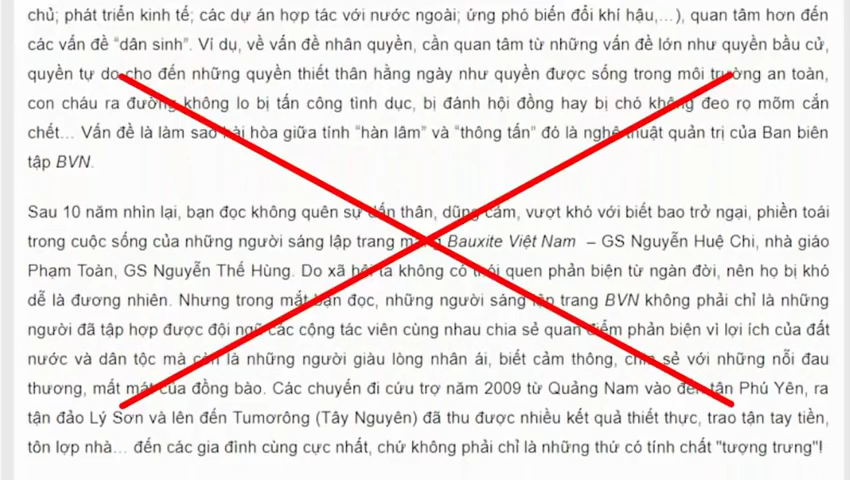 chủ; phát triển kinh tế; các dự án hợp tác với nước ngoài; ứng phó biến đổi khí hậu,...), quan tâm hơn đến
các vấn đề “dân sinh”. Ví dụ, về vấn đề nhân quyền, cần quan tâm từ những vấn đề lớn như quyền bầu cử,
quyền tự do cho đến những quyền thiết thân hằng ngày như quyền được sống trong môi trường an toàn,
con cháu ra đường không lo bị tấn công tình dục, bị đánh hội đồng hay bị chó không đeo rọ mõm cắn
chết... Vấn đề là làm sao hài hòa giữa tính “hàn lâm” và “thông tấn” đó là nghệ thuật quản trị của Ban biên
tập BVN.
Sau 10 năm nhìn lại, bạn đọc không quên sự dấn thân, dũng cảm, vượt khó với biết bao trở ngại, phiền toái
trong cuộc sống của những người sáng lập trang mạng Bauxite Việt Nam – GS Nguyễn Huệ Chi, nhà giáo
Phạm Toàn, GS Nguyễn Thế Hùng. Do xã hội ta không có thói quen phản biện từ ngàn đời, nên họ bị khó
dễ là đương nhiên. Nhưng trong mắt bạn đọc, những người sáng lập trang BVN không phải chỉ là những
người đã tập hợp được đội ngũ các cộng tác viên cùng nhau chia sẻ quan điểm phản biện vì lợi ích của đất
nước và dân tộc mà còn là những người giàu lòng nhân ái, biết cảm thông, chia sẻ với những nỗi đau
thương, mất mát của đồng bào. Các chuyến đi cứu trợ năm 2009 từ Quảng Nam vào đến tận Phú Yên, ra
tận đảo Lý Sơn và lên đến Tumơrông (Tây Nguyên) đã thu được nhiều kết quả thiết thực, trao tận tay tiền,
tôn lợp nhà... đến các gia đình cùng cực nhất, chứ không phải chỉ là những thứ có tính chất "tượng trưng"!